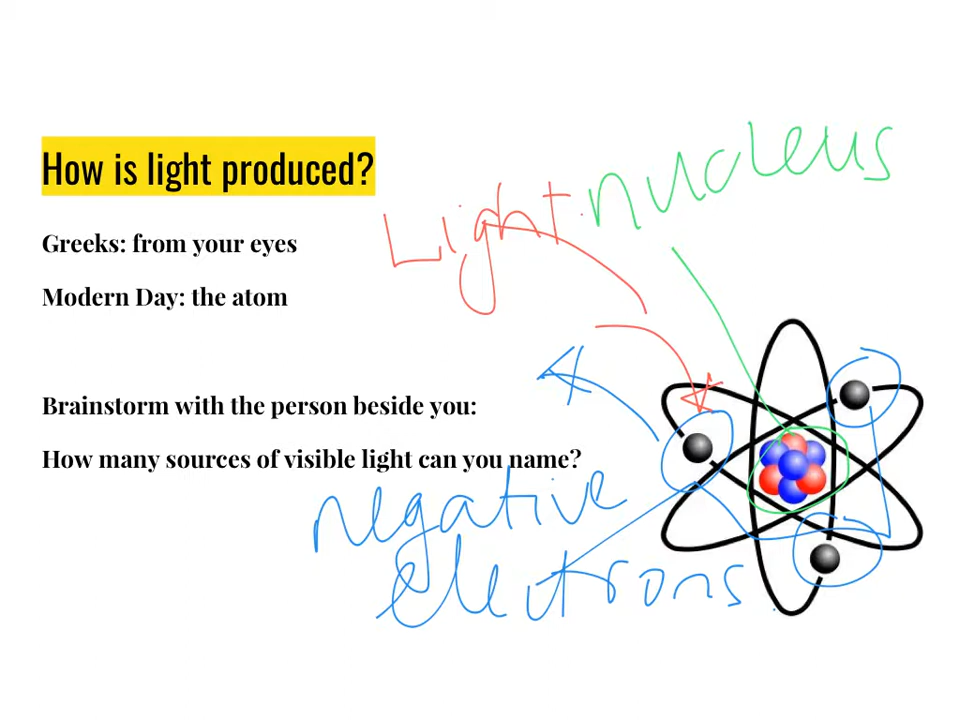 How is light produced?
Greeks: from your eyes
Modern Day: the atom
Light
nucleus
Brainstorm with the person beside you:
How many sources of visible light can you name?
negative
electrons